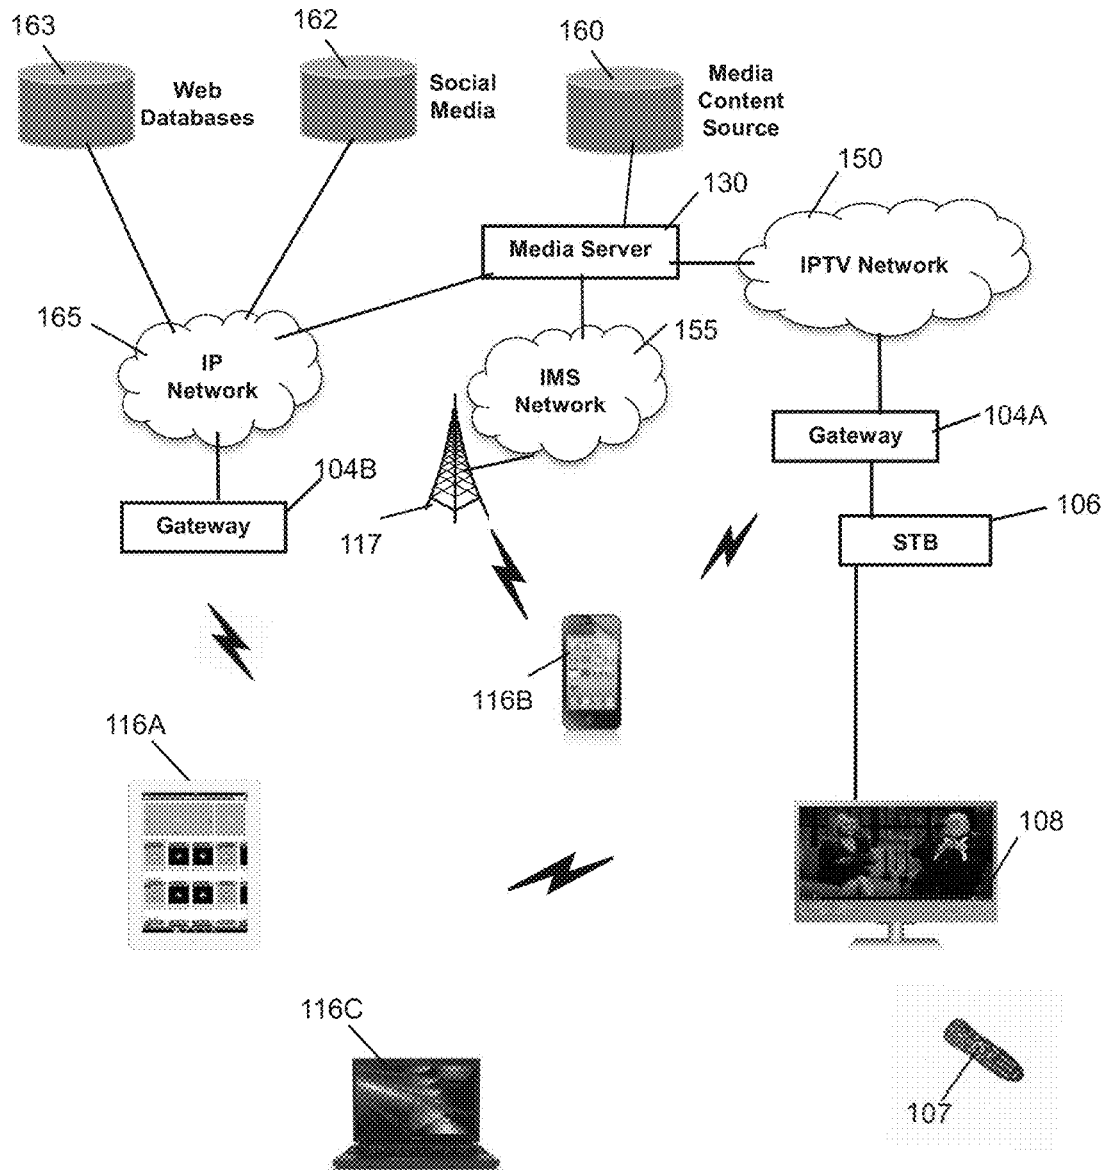 163
162
160
Web
Databases
Social
Media
Media
Content
Source
150
130
Media Server
IPTV Network
165
155
IP
Network
IMS
Network
104A
Gateway
104B
Gateway
117
106
STB
116B
116A
108
116C
107